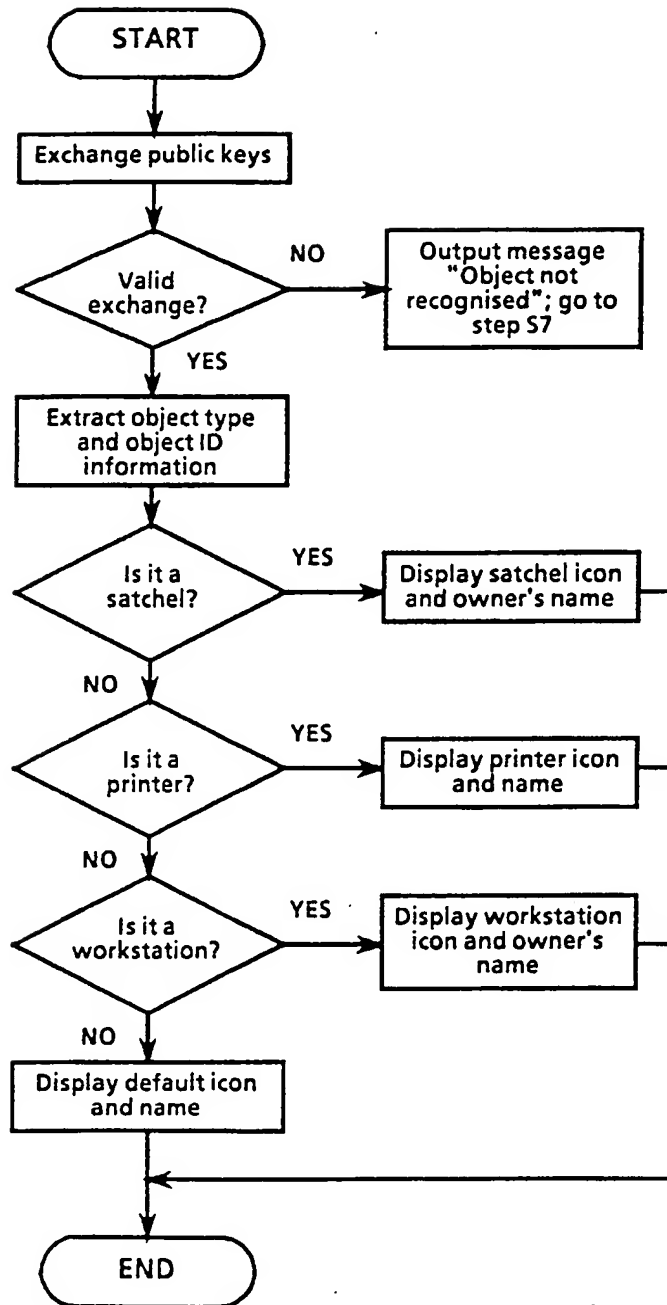 START
Exchange public keys
Valid
exchange?
NO
Output message
"Object not
recognised"; go to
step S7
YES
Extract object type
and object ID
information
Is it a
satchel?
YES
Display satchel icon
and owner's name
NO
Is it a
printer?
YES
Display printer icon
and name
NO
Is it a
workstation?
YES
Display workstation
icon and owner's
name
NO
Display default icon
and name
END